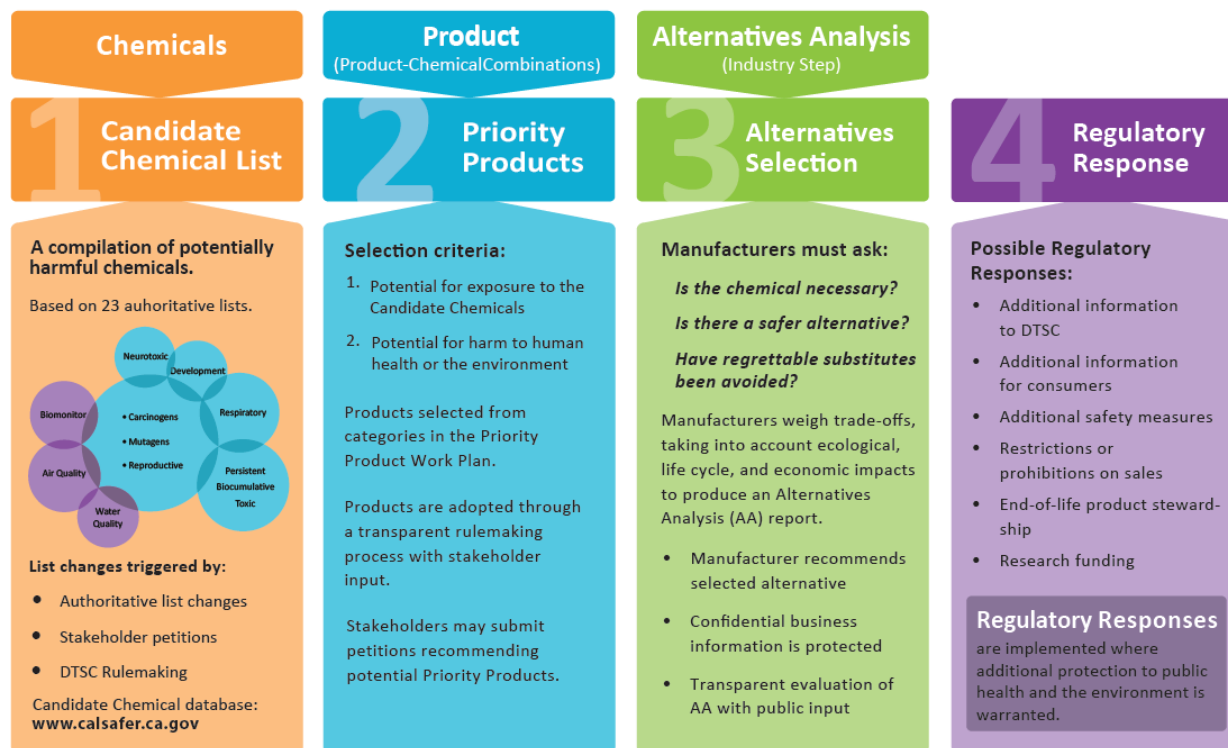 Chemicals
1
Candidate
Chemical List
A compilation of potentially
harmful chemicals.
Based on 23 auhoritative lists.
Neurotoxic
Development
Biomonitor
• Carcinogens
• Mutagens
• Reproductive
Respiratory
Air Quality
Persistent
Biocumulative
Toxic
Water
Quality
List changes triggered by:
• Authoritative list changes
• Stakeholder petitions
• DTSC Rulemaking
Candidate Chemical database:
www.calsafer.ca.gov
Product
(Product-ChemicalCombinations)
2
Priority
Products
Selection criteria:
1. Potential for exposure to the
Candidate Chemicals
2. Potential for harm to human
health or the environment
Products selected from
categories in the Priority
Product Work Plan.
Products are adopted through
a transparent rulemaking
process with stakeholder
input.
Stakeholders may submit
petitions recommending
potential Priority Products.
Alternatives Analysis
(Industry Step)
3
Alternatives
Selection
Manufacturers must ask:
Is the chemical necessary?
Is there a safer alternative?
Have regrettable substitutes
been avoided?
Manufacturers weigh trade-offs,
taking into account ecological,
life cycle, and economic impacts
to produce an Alternatives
Analysis (AA) report.
• Manufacturer recommends
selected alternative
• Confidential business
information is protected
• Transparent evaluation of
AA with public input
4
Regulatory
Response
Possible Regulatory
Responses:
• Additional information
to DTSC
• Additional information
for consumers
• Additional safety measures
• Restrictions or
prohibitions on sales
• End-of-life product steward-
ship
• Research funding
Regulatory Responses
are implemented where
additional protection to public
health and the environment is
warranted.